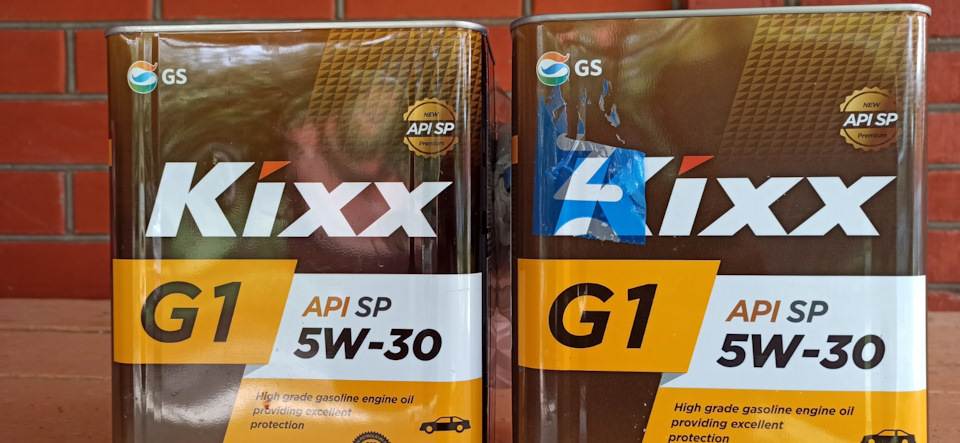 GS
NEW
API SP
Premium
Kixx
G1
API SP
5W-30
High grade gasoline engine oil
providing excellent
protection
GS
NEW
API SP
Premium
Kixx
G1
API SP
5W-30
High grade gasoline engine oil
providing excellent
protection